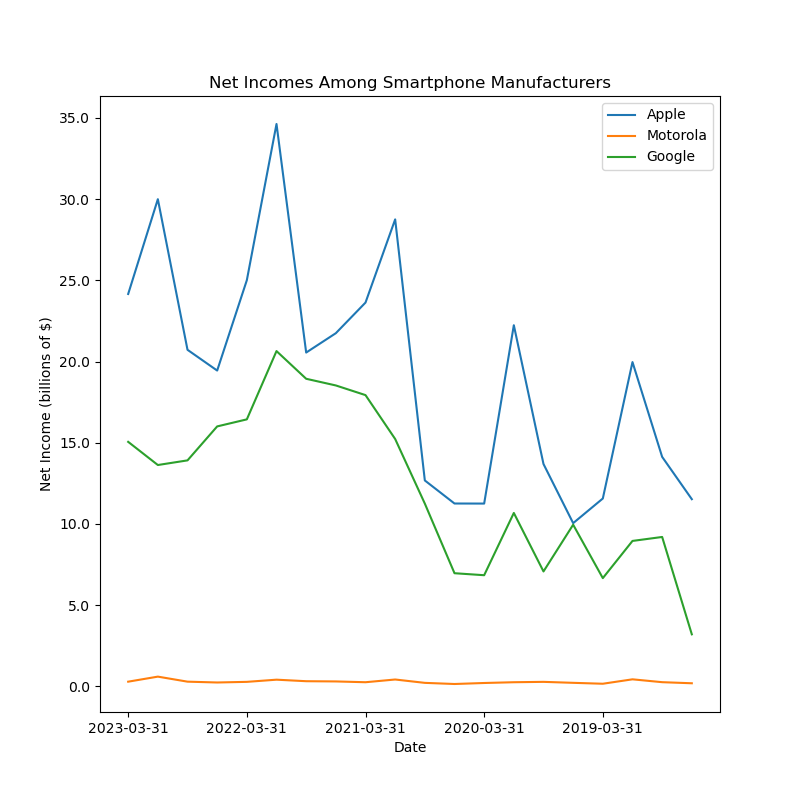 Net Incomes Among Smartphone Manufacturers
Apple
Motorola
Google
35.0
30.0
25.0
20.0
15.0
10.0
5.0
0.0
Net Income (billions of $)
2023-03-31 2022-03-31 2021-03-31 2020-03-31 2019-03-31
Date